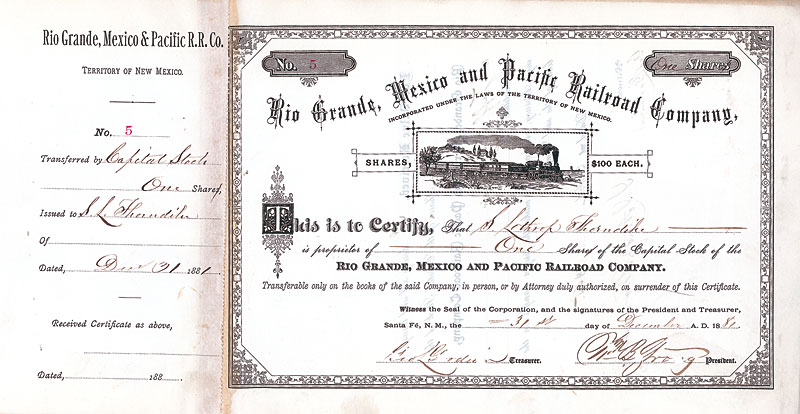 Rio Grande, Mexico & Pacific R.R. Co.
TERRITORY OF NEW MEXICO.
No. 5
Transferred by Capital Stock
One Shares,
Issued to S. L. Thorndike
Of
Dated, Dec 31 1881
Received Certificate as above,
Dated, 188
No. 5
One Shares
Rio Grande, Mexico and Pacific Railroad Company,
INCORPORATED UNDER THE LAWS OF THE TERRITORY OF NEW MEXICO.
SHARES, $100 EACH.
This is to Certify, That S. Lothrop Thorndike
is proprietor of One Shares of the Capital Stock of the
RIO GRANDE, MEXICO AND PACIFIC RAILROAD COMPANY.
Transferable only on the books of the said Company, in person, or by Attorney duly authorized, on surrender of this Certificate.
Witness the Seal of the Corporation, and the signatures of the President and Treasurer,
Santa Fé, N. M., the 31st day of December A. D. 1881
Treasurer. President.